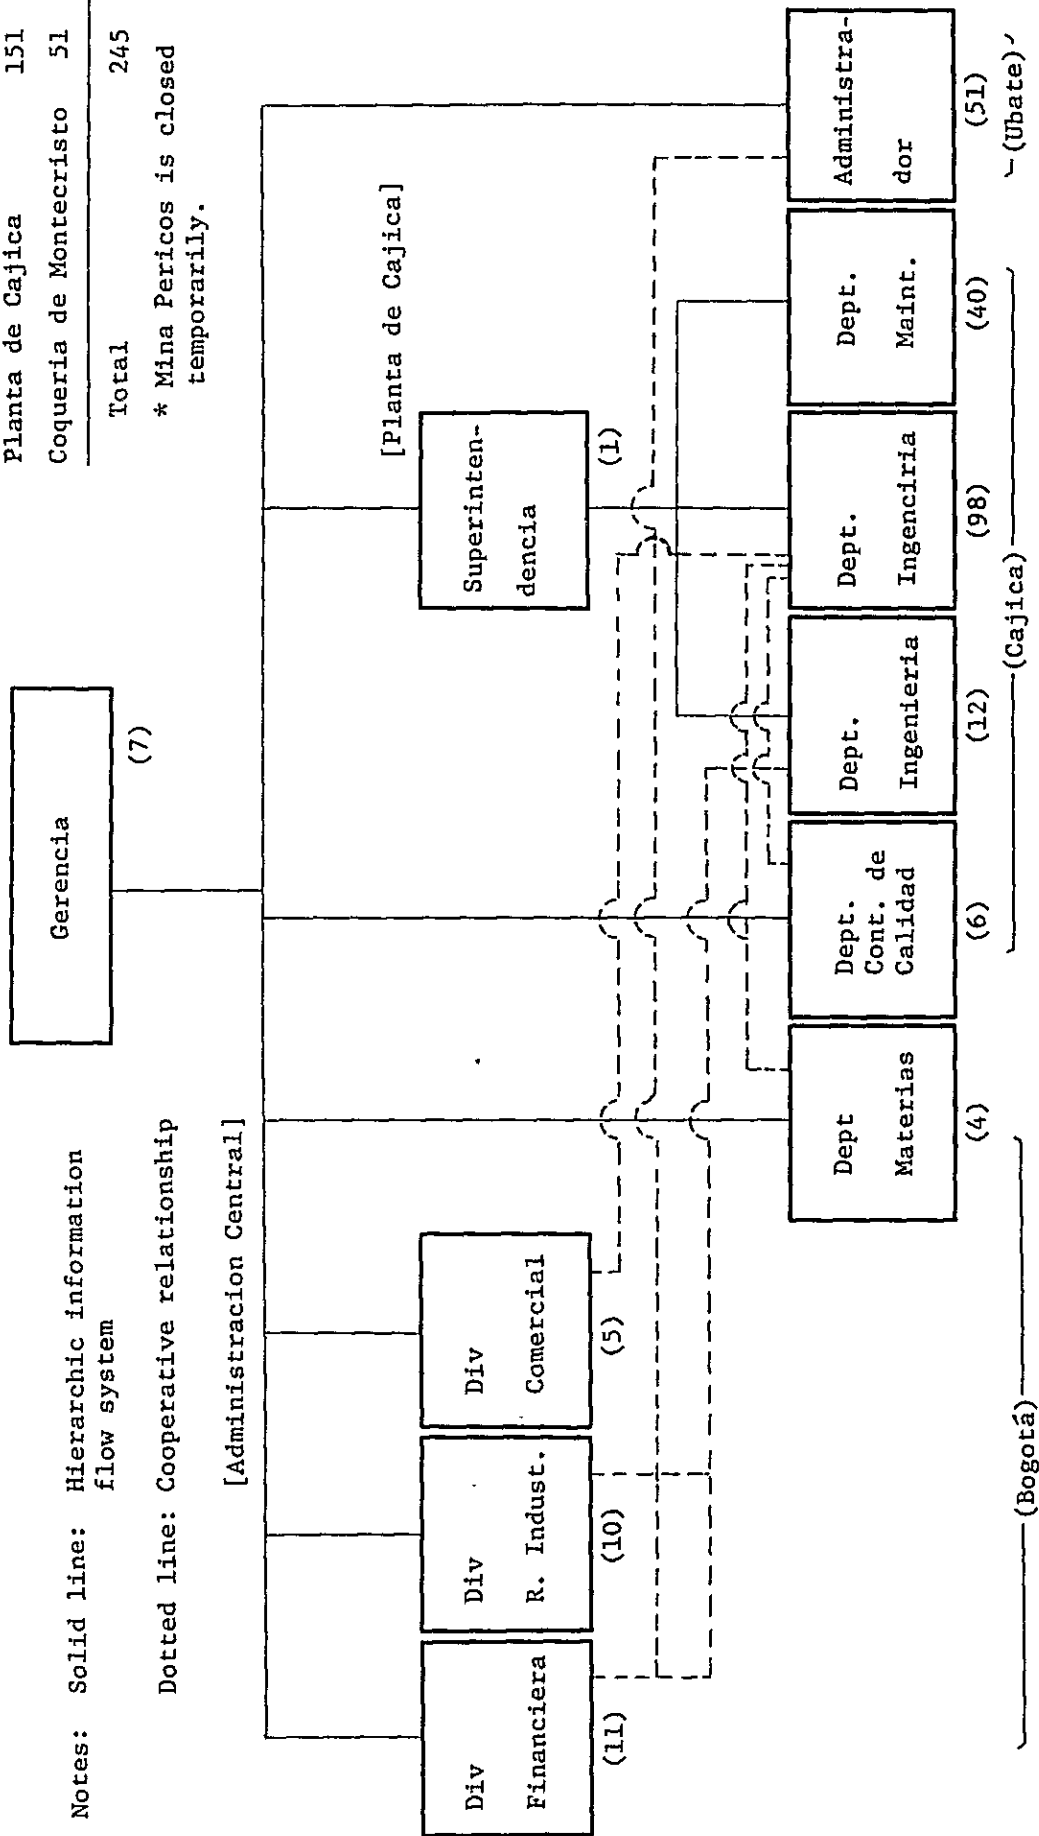 Planta de Cajica 151
Coqueria de Montecristo 51
Total 245
* Mina Pericos is closed
temporarily.
Notes: Solid line: Hierarchic information
flow system
Dotted line: Cooperative relationship
Gerencia
(7)
[Administracion Central]
[Planta de Cajica]
Div
Financiera
(11)
Div
R. Indust.
(10)
Div
Comercial
(5)
Superinten-
dencia
(1)
Dept
Materias
(4)
Dept.
Cont. de
Calidad
(6)
Dept.
Ingenieria
(12)
Dept.
Ingenciria
(98)
Dept.
Maint.
(40)
Administra-
dor
(51)
(Bogotá)
(Cajica)
(Ubate)